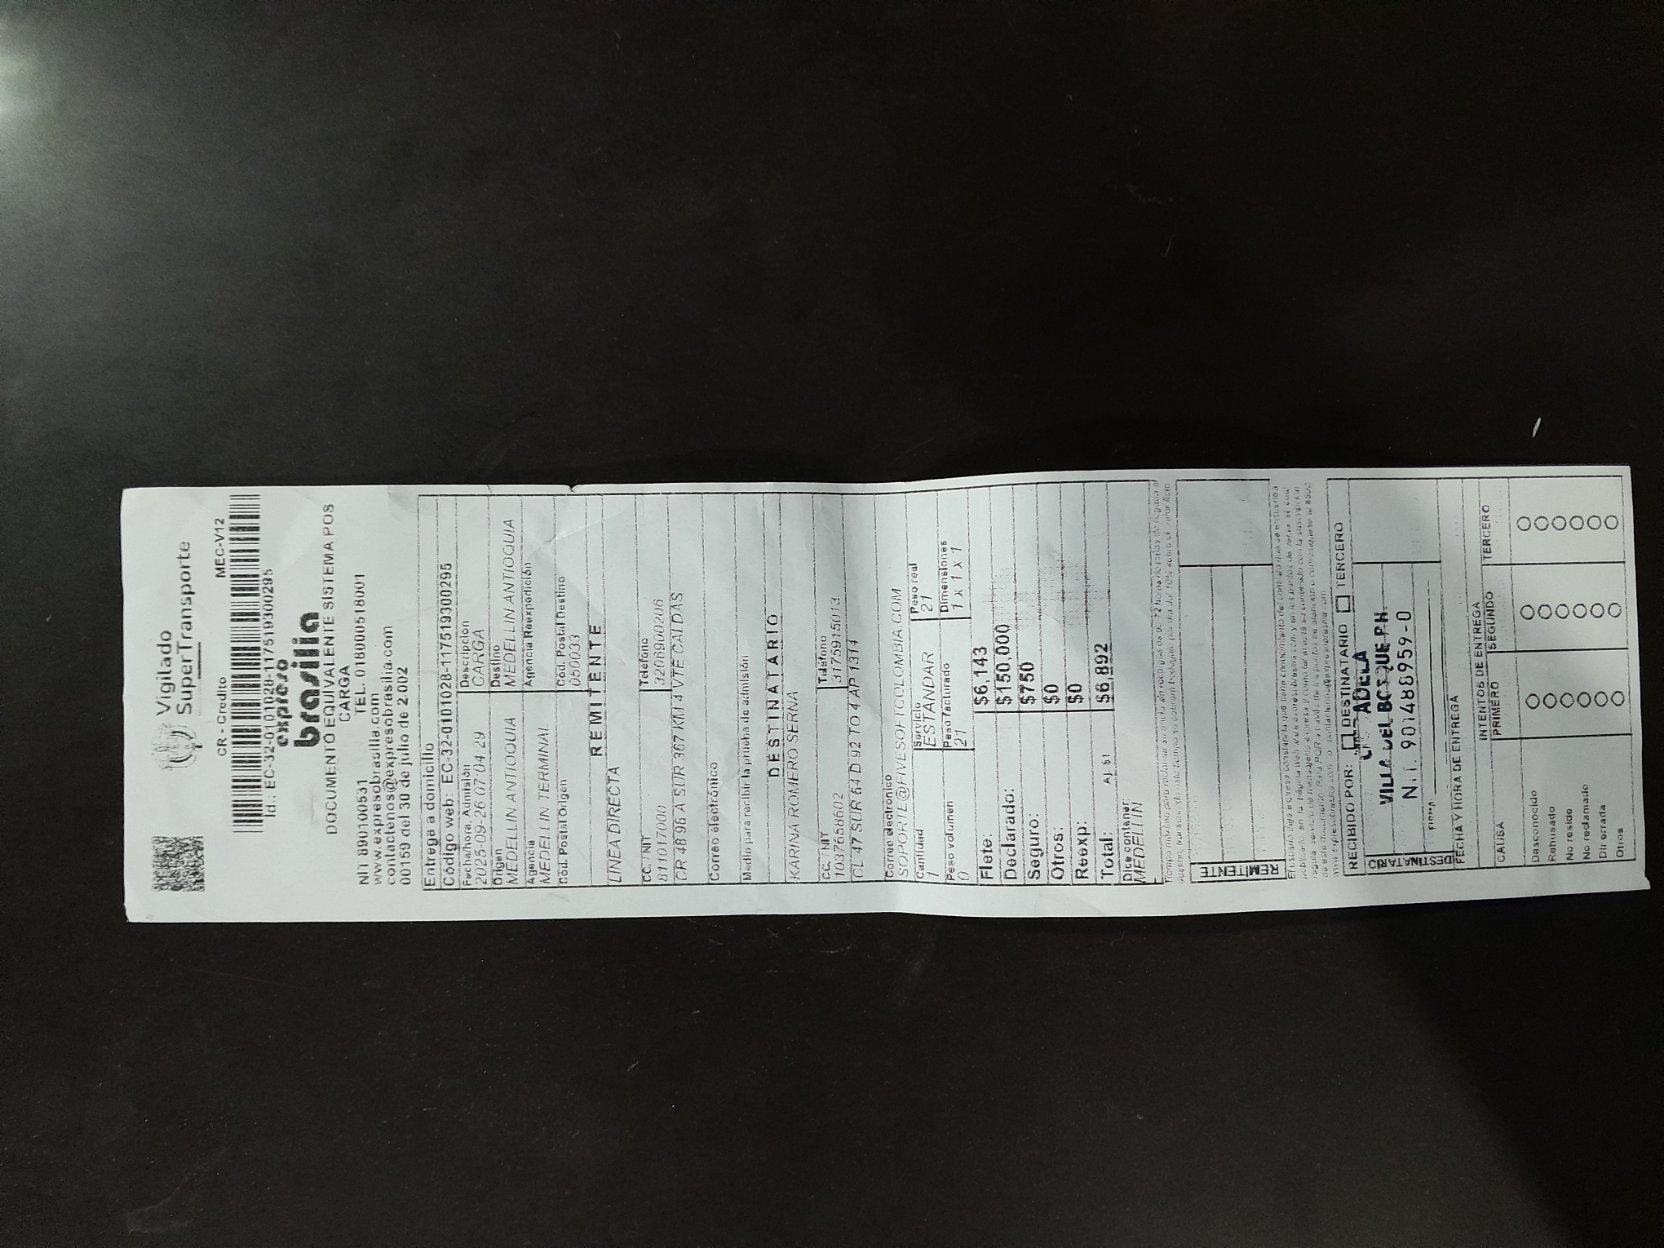 Vigilado
SuperTransporte
CR - Credito MEC-V12
Id.: EC-32-0101028-117519300295
expreso
brasilia
DOCUMENTO EQUIVALENTE SISTEMA POS
CARGA
NIT 890100531 TEL. 018000518001
www.expresobrasilia.com
contactenos@expresobrasilia.com
00159 del 30 de julio de 2.002
Entrega a domicilio
Código web: EC-32-0101028-117519300295
Fecha/hora. Admisión Descripción
2025-09-26 07:04:29 CARGA
Origen Destino
MEDELLIN ANTIOQUIA MEDELLIN ANTIOQUIA
Agencia Agencia Reexpedición
MEDELLIN TERMINAL
Cód. Postal Origen Cód. Postal Destino
050033
REMITENTE
LINEA DIRECTA
CC. / NIT Teléfono
811017000 3206900206
CR 48 96 A SUR 367 KM 4 VTE CALDAS
Correo electrónico
Medio para recibir la prueba de admisión
DESTINATARIO
KARINA ROMERO SERNA
CC. / NIT Teléfono
1037658602 3175915013
CL 47 SUR 64 D 92 TO 4 AP 1314
Correo electronico
SOPORTE@FIVESOFTCOLOMBIA.COM
Cantidad Servicio Peso real
1 ESTANDAR 21
Peso volumen Peso facturado Dimensiones
0 21 1 x 1 x 1
Flete: $6,143
Declarado: $150,000
Seguro: $750
Otros: $0
Reexp: $0
Total: Aj. $1 $6,892
Dice contener
MEDELLIN
REMITENTE
RECIBIDO POR: DESTINATARIO TERCERO
ADELA
VILLA DEL BOSQUE P.H.
901488959-0
DESTINATARIO
FECHA Y HORA DE ENTREGA
INTENTOS DE ENTREGA
CAUSA PRIMERO SEGUNDO TERCERO
Desconocido
Rehusado
No reside
No reclamado
Dir errada
Otros